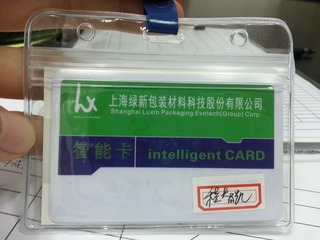 上海绿新包装材料科技股份有限公司
Shanghai Luxin Packaging Evotech(Group) Corp
智能卡 intelligent CARD